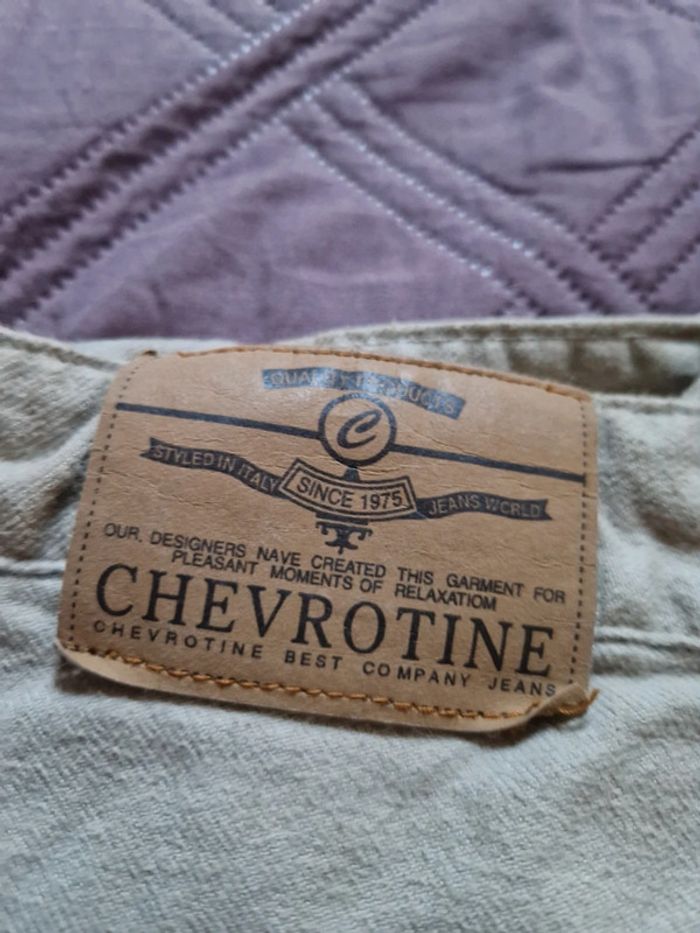 QUALITY PRODUCTS
C
STYLED IN ITALY
SINCE 1975
JEANS WORLD
OUR, DESIGNERS NAVE CREATED THIS GARMENT FOR
PLEASANT MOMENTS OF RELAXATIOM
CHEVROTINE
CHEVROTINE BEST COMPANY JEANS